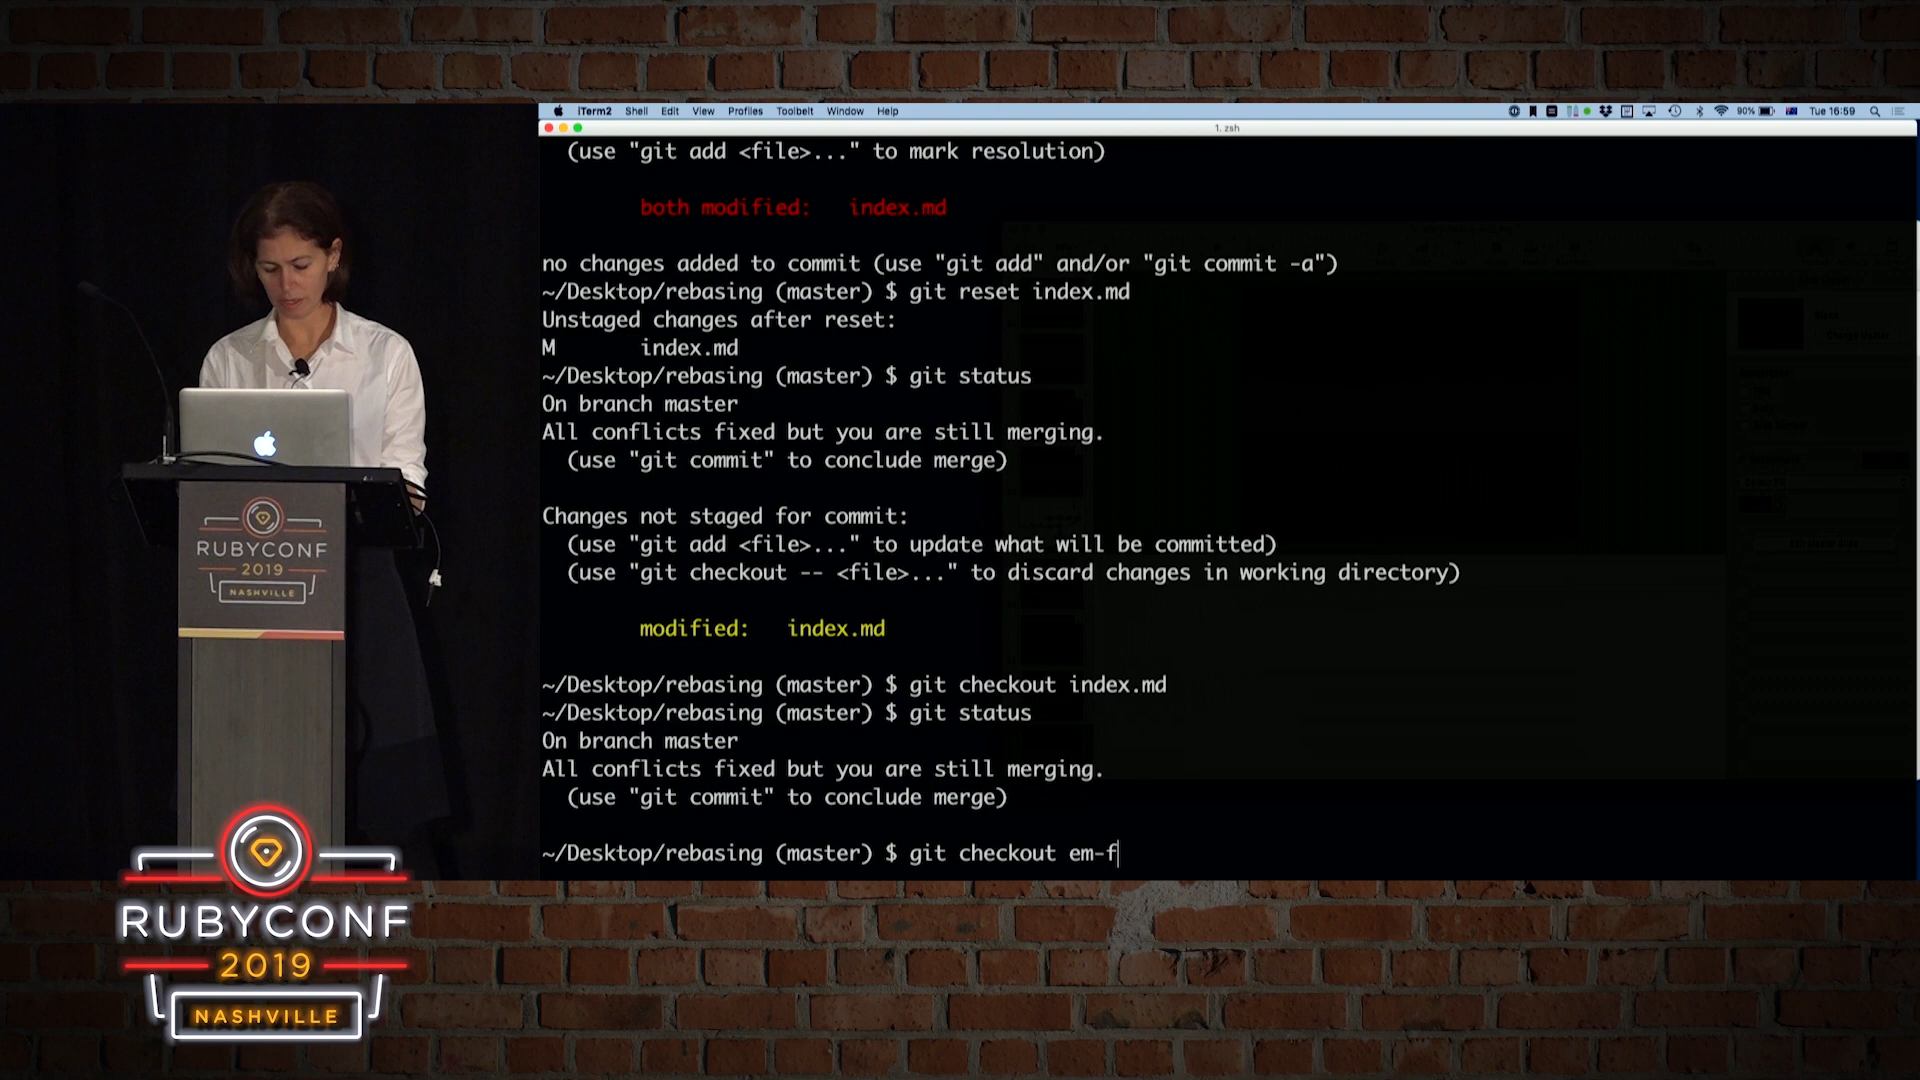 iTerm2 Shell Edit View Profiles Toolbelt Window Help
90% Tue 16:59
1. zsh
(use "git add <file>..." to mark resolution)
both modified: index.md
no changes added to commit (use "git add" and/or "git commit -a")
~/Desktop/rebasing (master) $ git reset index.md
Unstaged changes after reset:
M index.md
~/Desktop/rebasing (master) $ git status
On branch master
All conflicts fixed but you are still merging.
(use "git commit" to conclude merge)
Changes not staged for commit:
(use "git add <file>..." to update what will be committed)
(use "git checkout -- <file>..." to discard changes in working directory)
modified: index.md
~/Desktop/rebasing (master) $ git checkout index.md
~/Desktop/rebasing (master) $ git status
On branch master
All conflicts fixed but you are still merging.
(use "git commit" to conclude merge)
~/Desktop/rebasing (master) $ git checkout em-f
RUBYCONF
2019
NASHVILLE
RUBYCONF
2019
NASHVILLE